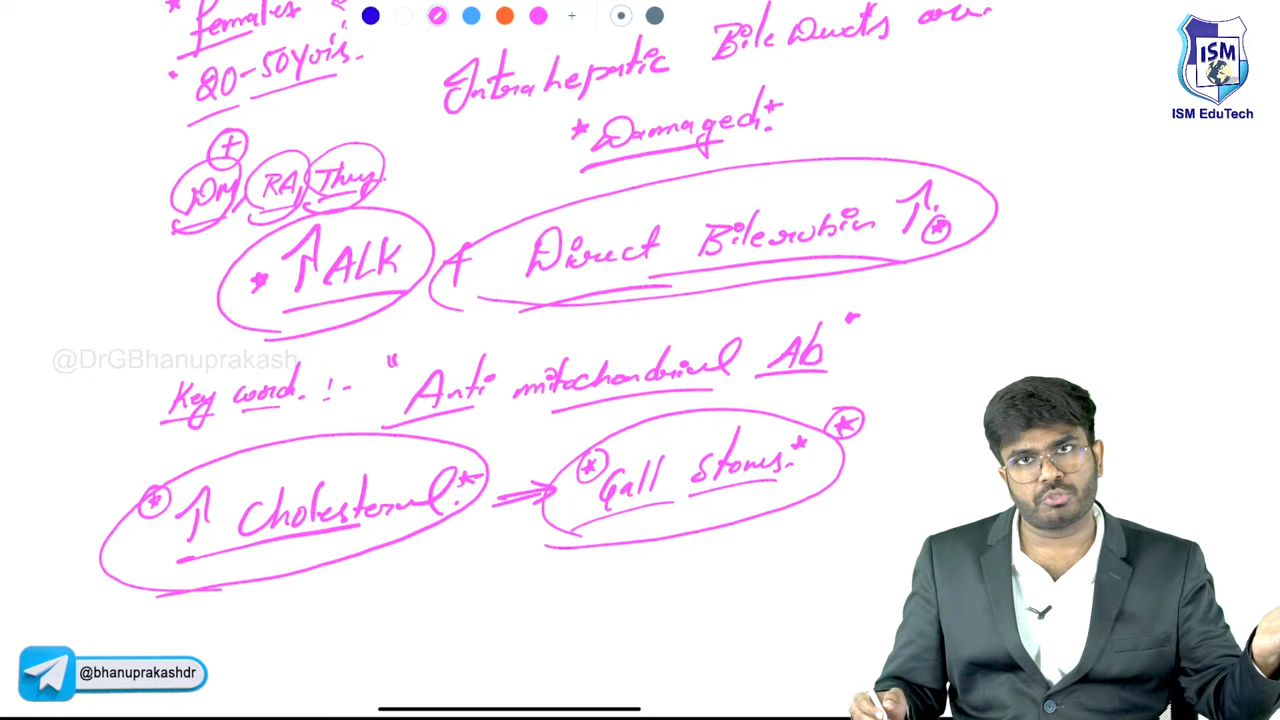 * females
Bile Ducts are
* 20-50yrs.
Intrahepatic
* Damaged. *
+
DM, RA, Thy.
* ↑ ALK + Direct Bilerubin ↑ *
@DrGBhanuprakash
Key word :- " Anti mitochondrial Ab "
* ↑ Cholesterol. * ⇒ * Gall stones. * *
ISM
ISM EduTech
@bhanuprakashdr